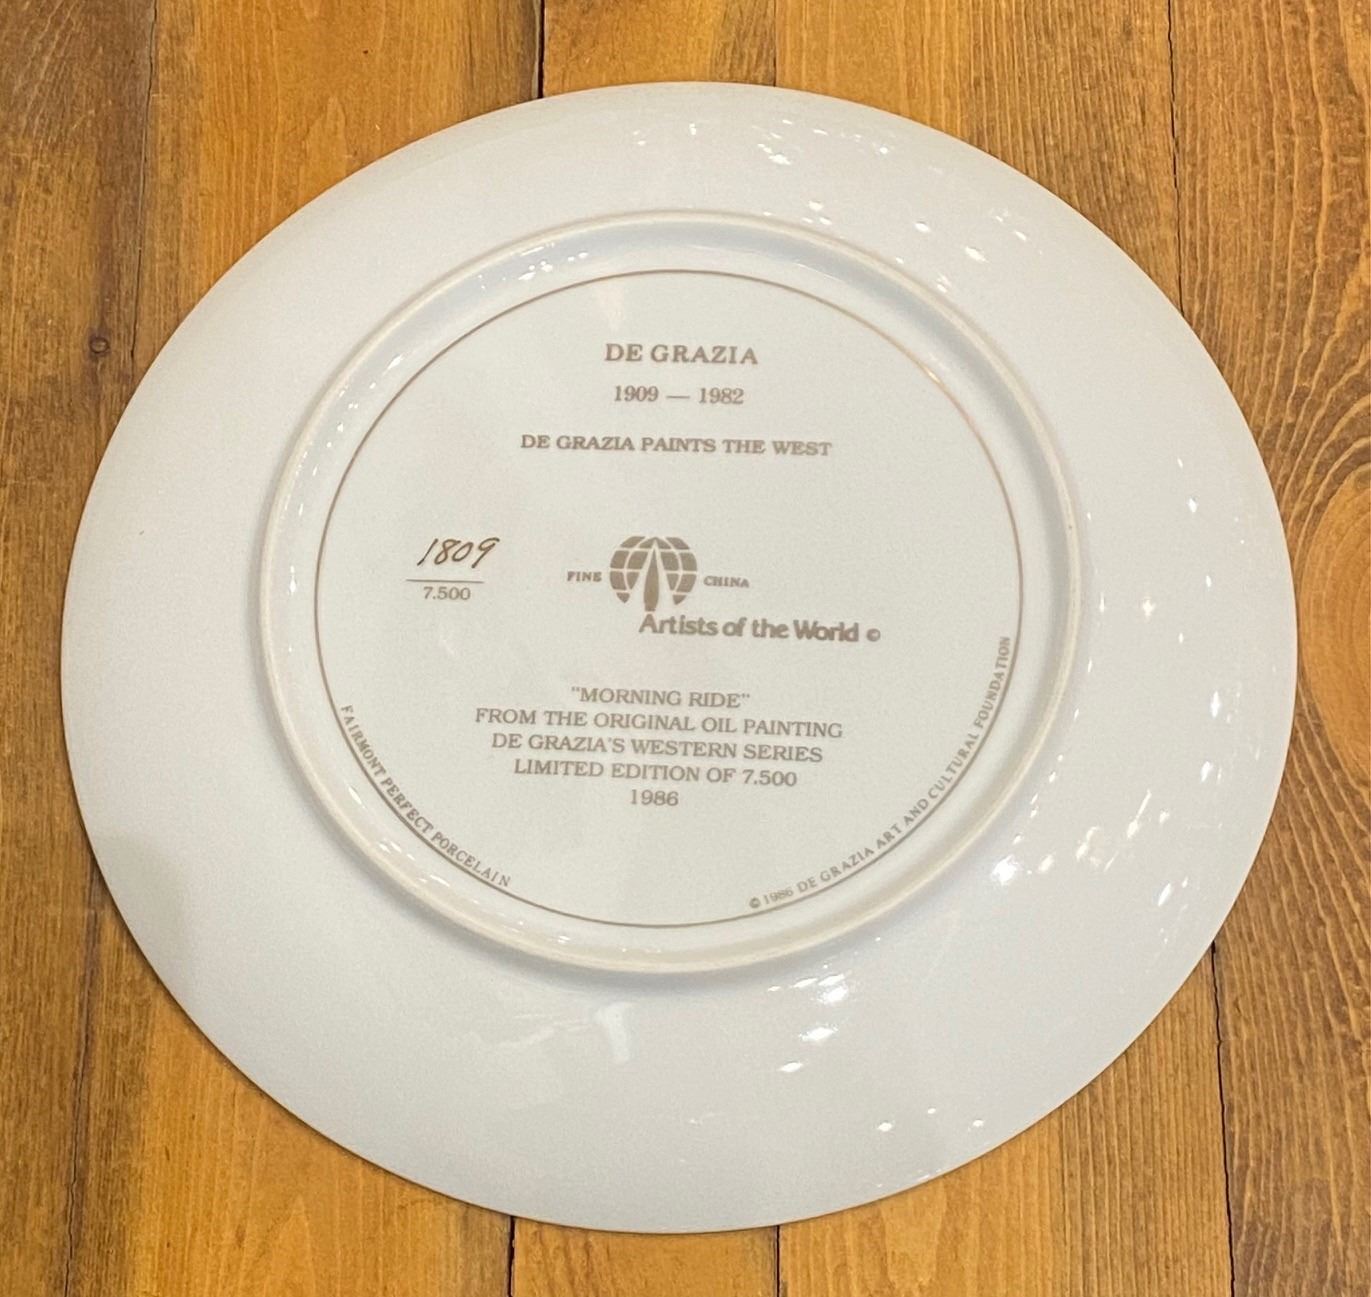 DE GRAZIA
1909 — 1982
DE GRAZIA PAINTS THE WEST
1809
7.500
FINE CHINA
Artists of the World ©
"MORNING RIDE"
FROM THE ORIGINAL OIL PAINTING
DE GRAZIA'S WESTERN SERIES
LIMITED EDITION OF 7.500
1986
FAIRMONT PERFECT PORCELAIN
© 1986 DE GRAZIA ART AND CULTURAL FOUNDATION